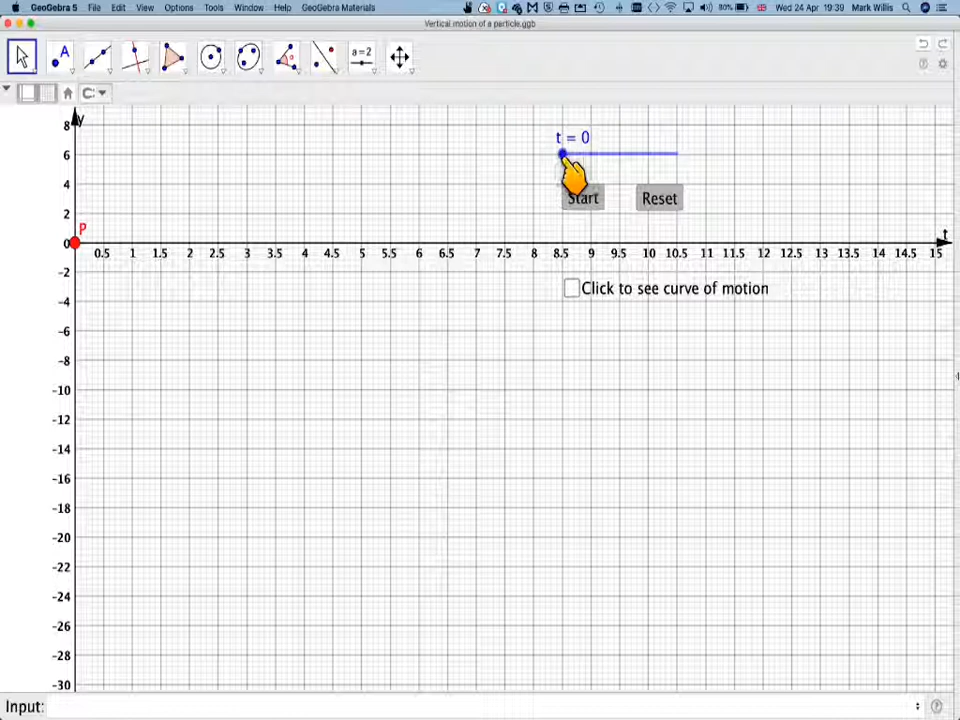 GeoGebra 5 File Edit View Options Tools Window Help GeoGebra Materials 80% Wed 24 Apr 19:39 Mark Willis
Vertical motion of a perticle.ggb
A
a=2
y
8
6
4
2
0
-2
-4
-6
-8
-10
-12
-14
-16
-18
-20
-22
-24
-26
-28
-30
t = 0
Start Reset
P
t
0.5 1 1.5 2 2.5 3 3.5 4 4.5 5 5.5 6 6.5 7 7.5 8 8.5 9 9.5 10 10.5 11 11.5 12 12.5 13 13.5 14 14.5 15
Click to see curve of motion
Input: